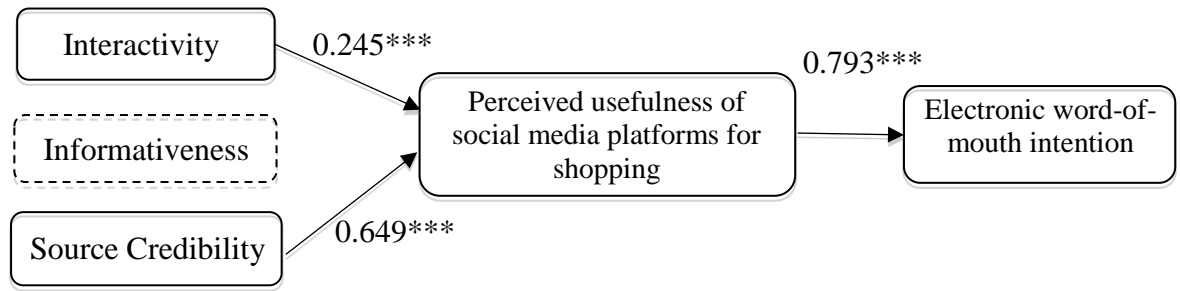 Interactivity
0.245***
Informativeness
Source Credibility
0.649***
Perceived usefulness of
social media platforms for
shopping
0.793***
Electronic word-of-
mouth intention